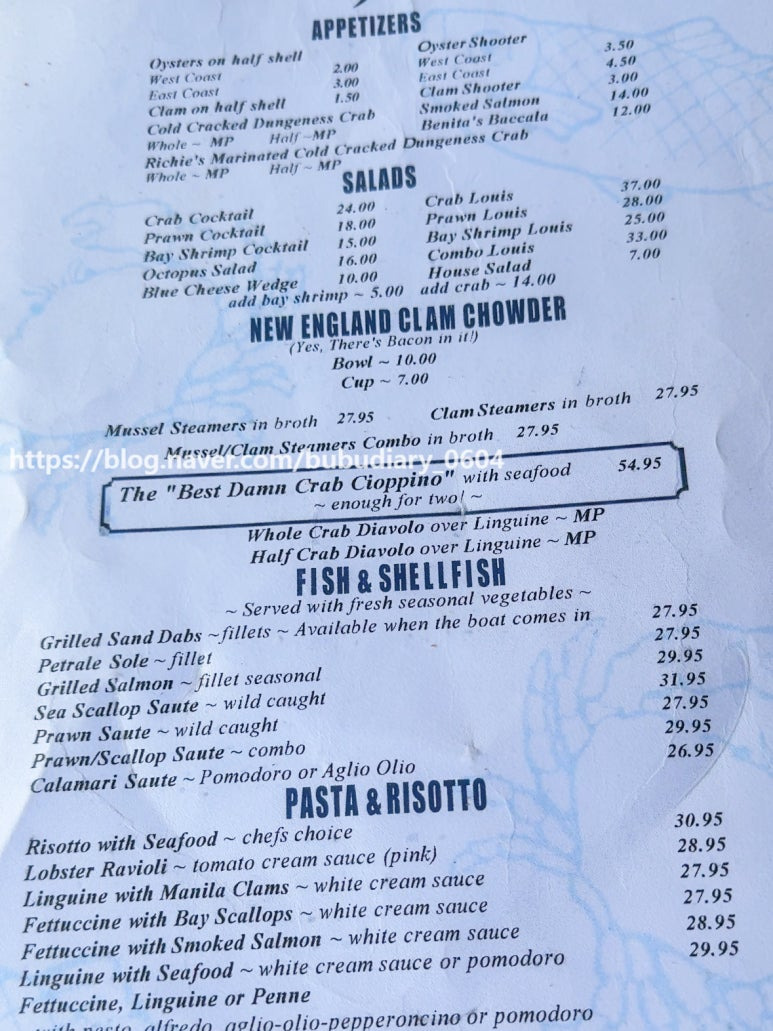 APPETIZERS
Oysters on half shell
West Coast 2.00
East Coast 3.00
Clam on half shell 1.50
Cold Cracked Dungeness Crab
Whole ~ MP Half ~MP
Richie's Marinated Cold Cracked Dungeness Crab
Whole ~ MP Half ~ MP
Oyster Shooter
West Coast 3.50
East Coast 4.50
Clam Shooter 3.00
Smoked Salmon 14.00
Benita's Baccala 12.00
SALADS
Crab Cocktail 24.00
Prawn Cocktail 18.00
Bay Shrimp Cocktail 15.00
Octopus Salad 16.00
Blue Cheese Wedge 10.00
Crab Louis 37.00
Prawn Louis 28.00
Bay Shrimp Louis 25.00
Combo Louis 33.00
House Salad 7.00
add bay shrimp ~ 5.00 add crab ~ 14.00
NEW ENGLAND CLAM CHOWDER
(Yes, There's Bacon in it!)
Bowl ~ 10.00
Cup ~ 7.00
Mussel Steamers in broth 27.95 Clam Steamers in broth 27.95
Mussel/Clam Steamers Combo in broth 27.95
https://blog.naver.com/bubudiary_0604
The "Best Damn Crab Cioppino" with seafood 54.95
~ enough for two! ~
Whole Crab Diavolo over Linguine ~ MP
Half Crab Diavolo over Linguine ~ MP
FISH & SHELLFISH
~ Served with fresh seasonal vegetables ~
Grilled Sand Dabs ~fillets ~ Available when the boat comes in 27.95
Petrale Sole ~ fillet 27.95
Grilled Salmon ~ fillet seasonal 29.95
Sea Scallop Saute ~ wild caught 31.95
Prawn Saute ~ wild caught 27.95
Prawn/Scallop Saute ~ combo 29.95
Calamari Saute ~ Pomodoro or Aglio Olio 26.95
PASTA & RISOTTO
Risotto with Seafood ~ chefs choice 30.95
Lobster Ravioli ~ tomato cream sauce (pink) 28.95
Linguine with Manila Clams ~ white cream sauce 27.95
Fettuccine with Bay Scallops ~ white cream sauce 27.95
Fettuccine with Smoked Salmon ~ white cream sauce 28.95
Linguine with Seafood ~ white cream sauce or pomodoro 29.95
Fettuccine, Linguine or Penne
with pesto, alfredo, aglio-olio-pepperoncino or pomodoro